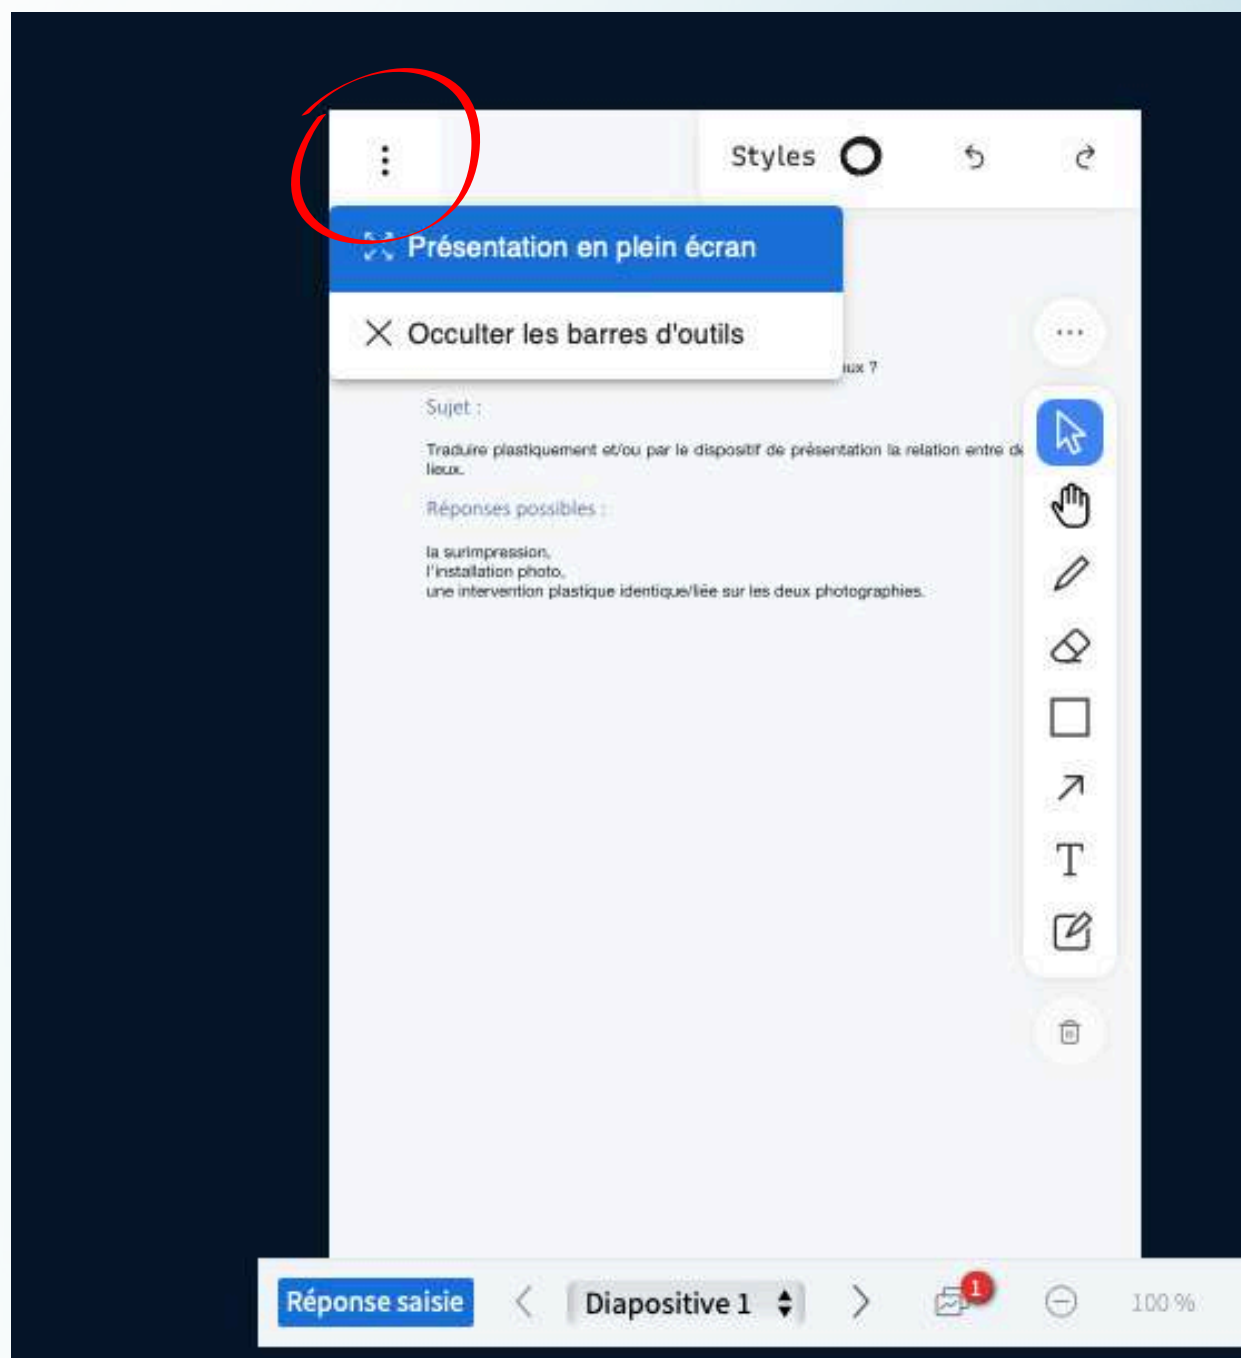 Styles
Présentation en plein écran
Occulter les barres d'outils
ux ?
Sujet :
Traduire plastiquement et/ou par le dispositif de présentation la relation entre de
lieux.
Réponses possibles :
la surimpression,
l'installation photo,
une intervention plastique identique/liée sur les deux photographies.
T
Réponse saisie
Diapositive 1
1
100 %